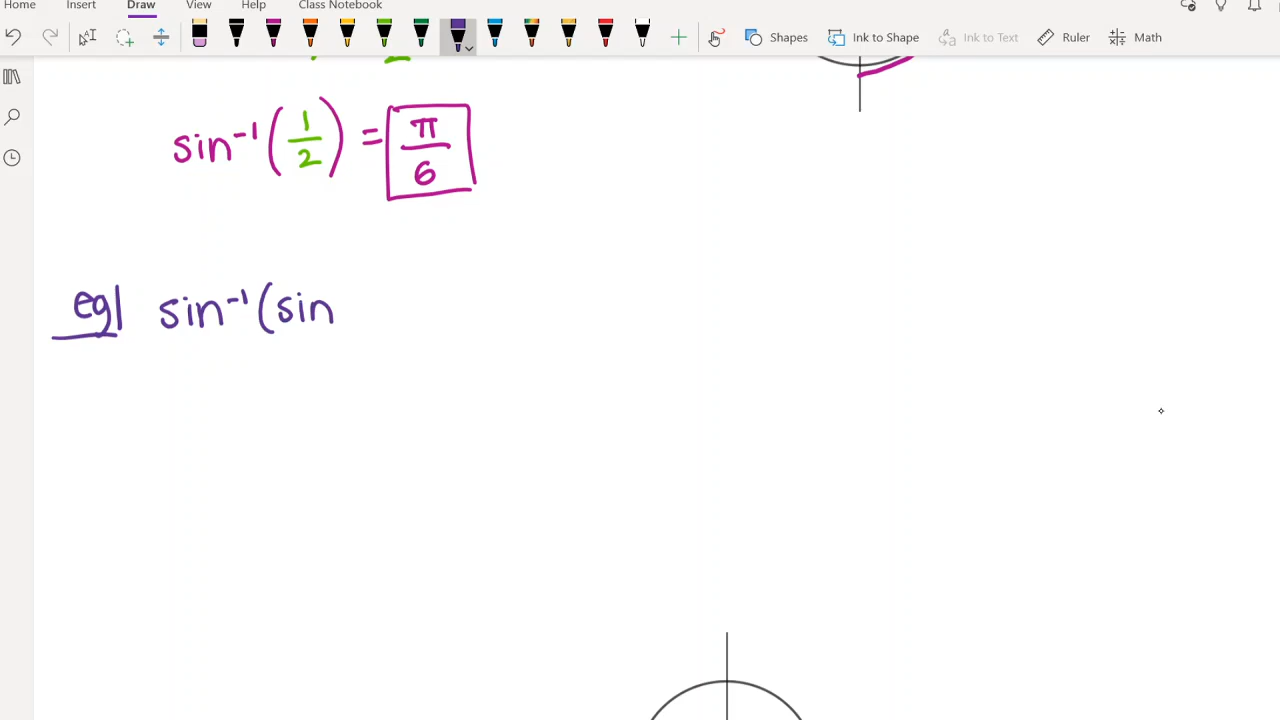 Home Insert Draw View Help Class Notebook
Shapes Ink to Shape Ink to Text Ruler Math
sin⁻¹(1/2) = π/6
eg| sin⁻¹(sin